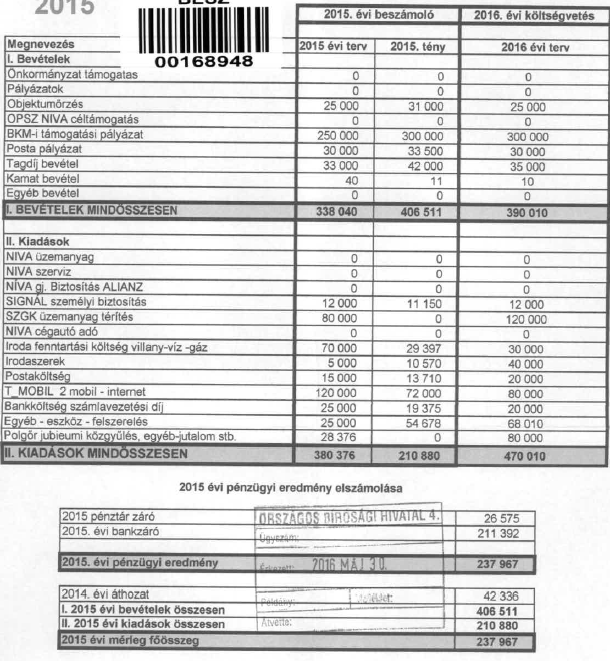 2015
BESZ
00168948
2015. évi beszámoló 2016. évi költségvetés
Megnevezés 2015 évi terv 2015. tény 2016 évi terv
I. Bevételek
Önkormányzat támogatas 0 0 0
Pályázatok 0 0 0
Objektumőrzés 25 000 31 000 25 000
OPSZ NIVA céltámogatás 0 0 0
BKM-i támogatási pályázat 250 000 300 000 300 000
Posta pályázat 30 000 33 500 30 000
Tagdíj bevétel 33 000 42 000 35 000
Kamat bevétel 40 11 10
Egyéb bevétel 0 0 0
I. BEVÉTELEK MINDÖSSZESEN 338 040 406 511 390 010
II. Kiadások
NIVA üzemanyag 0 0 0
NIVA szerviz 0 0 0
NIVA gj. Biztosítás ALIANZ 0 0 0
SIGNÁL személyi biztosítás 12 000 11 150 12 000
SZGK üzemanyag térítés 80 000 0 120 000
NIVA cégautó adó 0 0 0
Iroda fenntartási költség villany-víz -gáz 70 000 29 397 30 000
Irodaszerek 5 000 10 570 40 000
Postaköltség 15 000 13 710 20 000
T_MOBIL 2 mobil - internet 120 000 72 000 80 000
Bankköltség számlavezetési díj 25 000 19 375 20 000
Egyéb - eszköz - felszerelés 25 000 54 678 68 010
Polgőr jubieumi közgyűlés, egyéb-jutalom stb. 28 376 0 80 000
II. KIADÁSOK MINDÖSSZESEN 380 376 210 880 470 010
2015 évi pénzügyi eredmény elszámolása
2015 pénztár záró ORSZÁGOS BIRÓSÁGI HIVATAL 4. 26 575
2015. évi bankzáró 211 392
Ügyszám:
2015. évi pénzügyi eredmény Érkezett: 2016 MÁJ 30. 237 967
2014. évi áthozat 42 336
Példány: Melléklet:
I. 2015 évi bevételek összesen 406 511
II. 2015 évi kiadások összesen Átvette: 210 880
2015 évi mérleg főösszeg 237 967